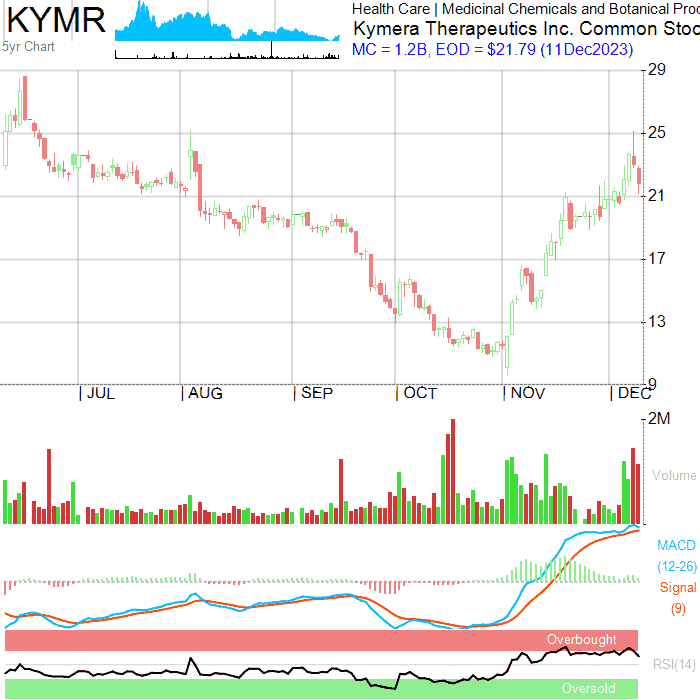 KYMR
5yr Chart
Health Care | Medicinal Chemicals and Botanical Proc
Kymera Therapeutics Inc. Common Stoc
MC = 1.2B, EOD = $21.79 (11Dec2023)
29
25
21
17
13
9
JUL AUG SEP OCT NOV DEC
2M
Volume
MACD
(12-26)
Signal
(9)
Overbought
RSI(14)
Oversold